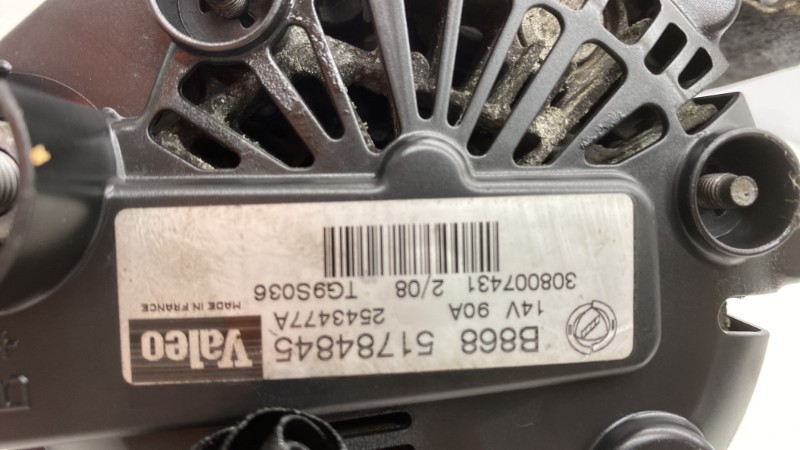 B868 51784845 Valeo
14V 90A 2543477A MADE IN FRANCE
308007431 2/08 TG9S036